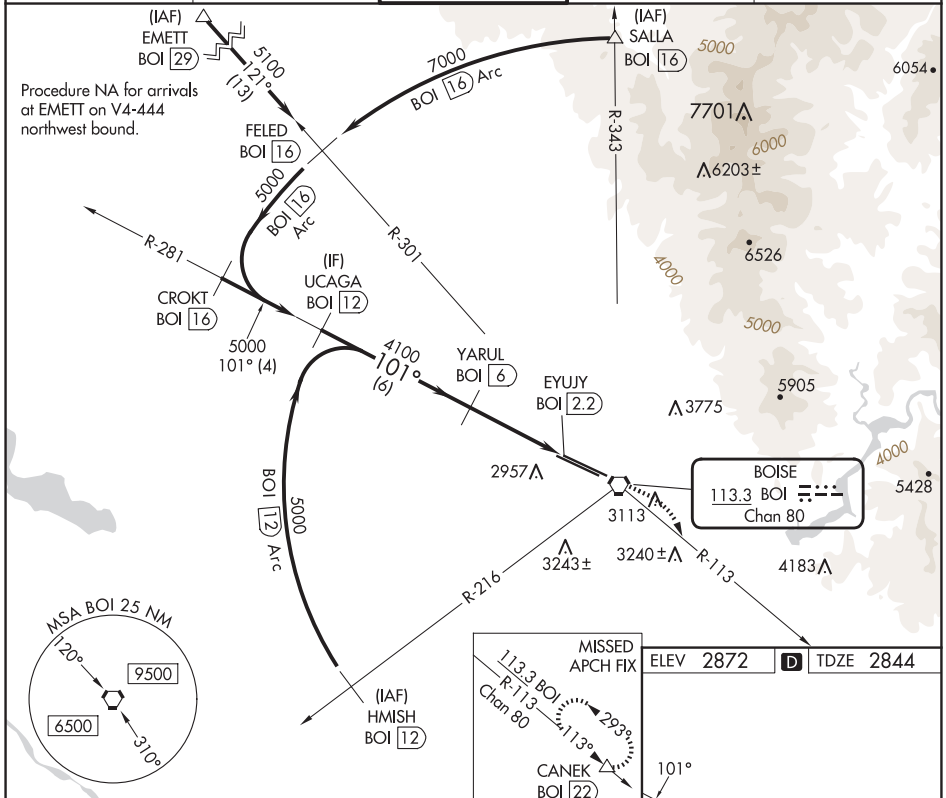 (IAF)
EMETT
BOI 29
5100
121°
(13)
Procedure NA for arrivals
at EMETT on V4-444
northwest bound.
7000
BOI 16 Arc
(IAF)
SALLA
BOI 16
R-343
5000
6054
7701
6000
6203±
6526
4000
5000
FELED
BOI 16
5000
BOI 16
Arc
R-301
R-281
CROKT
BOI 16
5000
101° (4)
(IF)
UCAGA
BOI 12
4100
101°
(6)
YARUL
BOI 6
EYUJY
BOI 2.2
3775
5905
4000
5428
2957
3113
BOISE
113.3 BOI
Chan 80
3243±
3240±
4183
R-113
R-216
BOI 12 Arc
5000
(IAF)
HMISH
BOI 12
MSA BOI 25 NM
120°
9500
6500
310°
MISSED
APCH FIX
113.3 BOI
R-113
Chan 80
293°
113°
CANEK
BOI 22
ELEV 2872
D
TDZE 2844
101°